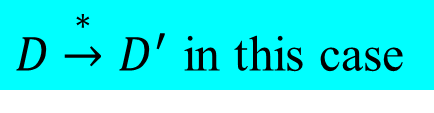 D →* D′ in this case